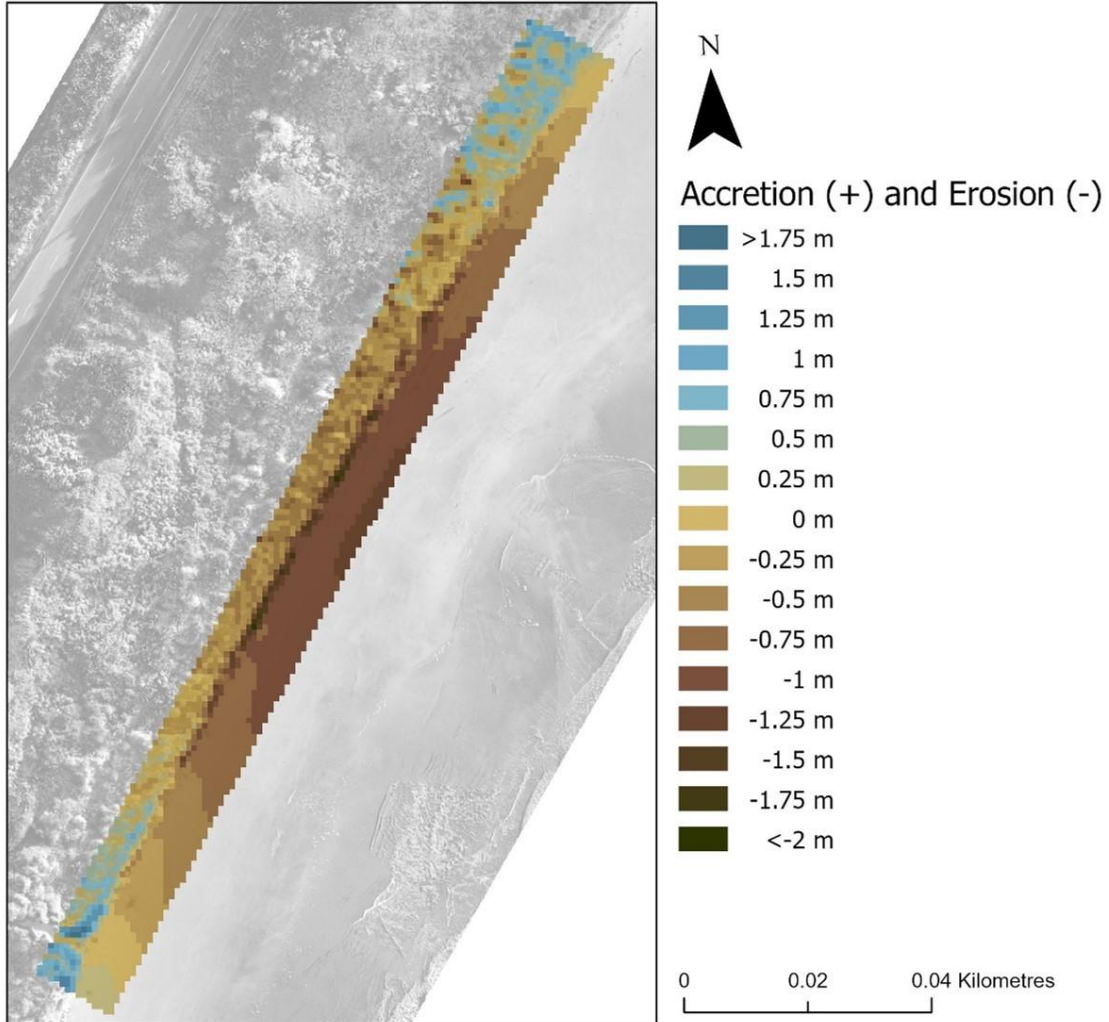 N
Accretion (+) and Erosion (-)
>1.75 m
1.5 m
1.25 m
1 m
0.75 m
0.5 m
0.25 m
0 m
-0.25 m
-0.5 m
-0.75 m
-1 m
-1.25 m
-1.5 m
-1.75 m
<-2 m
0 0.02 0.04 Kilometres